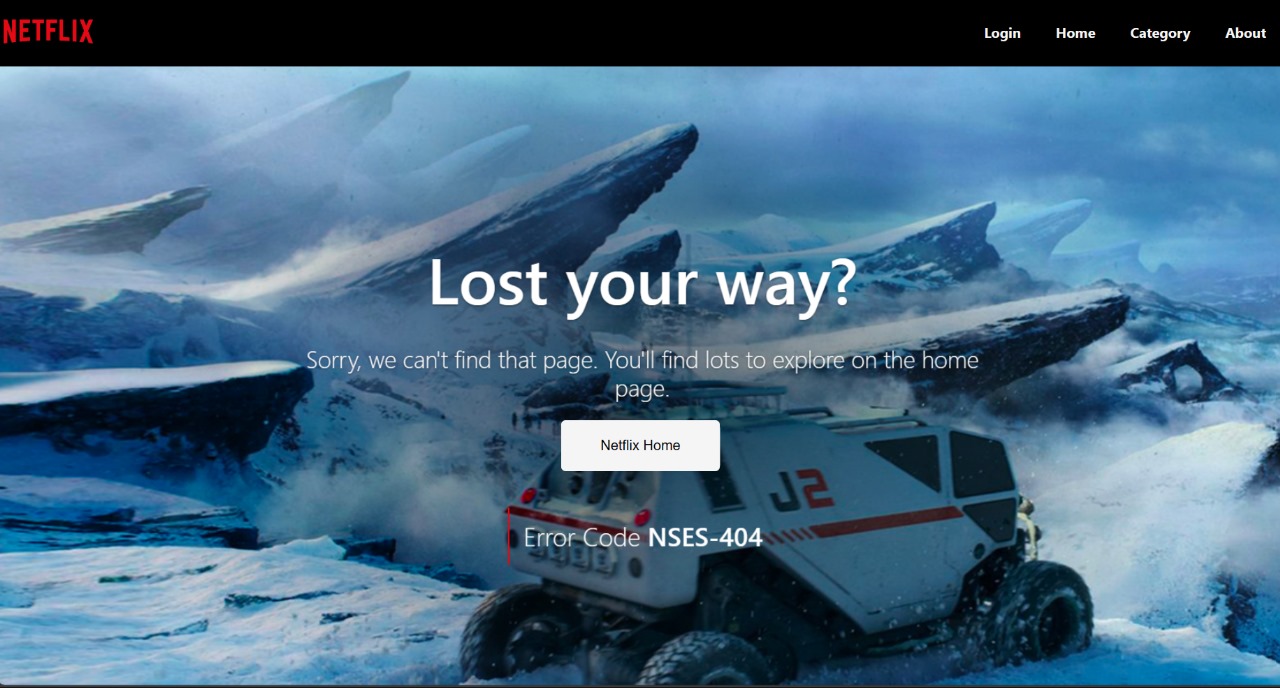 NETFLIX
Login Home Category About
Lost your way?
Sorry, we can't find that page. You'll find lots to explore on the home
page.
Netflix Home
J2
Error Code NSES-404